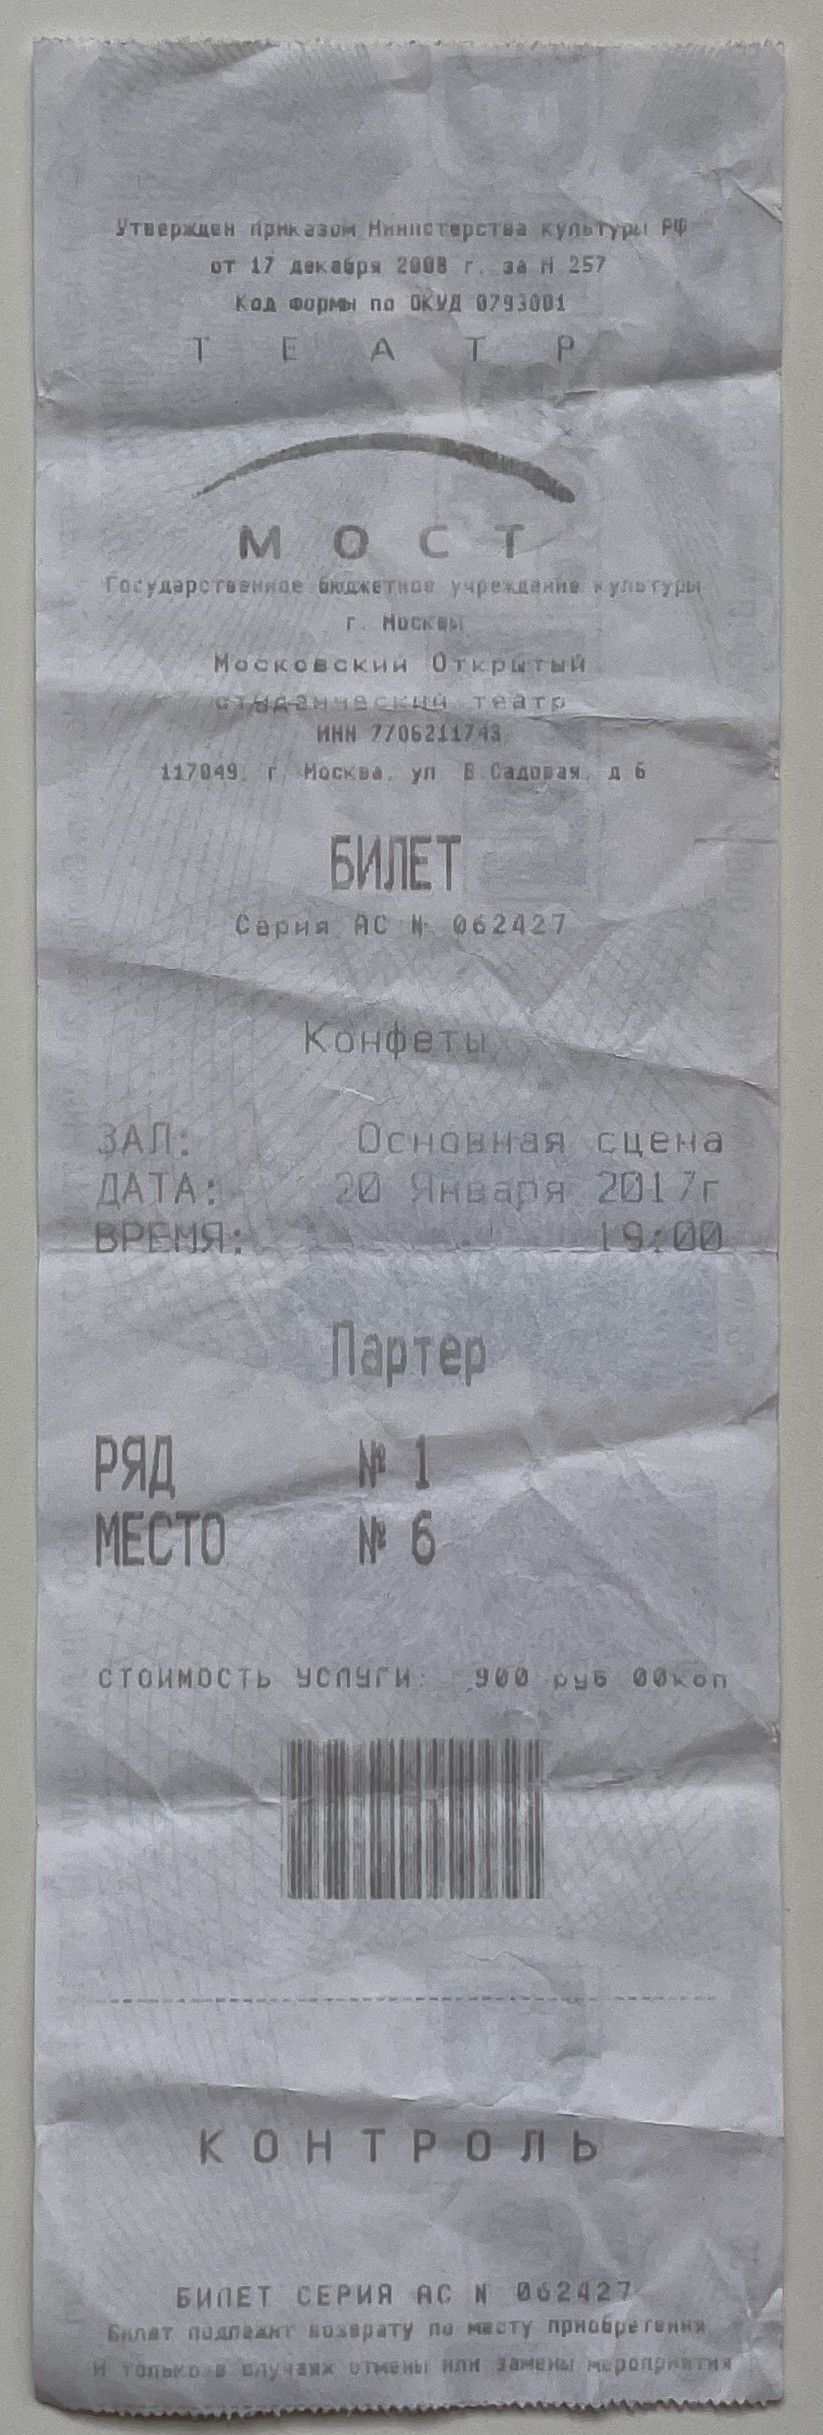 Утвержден приказом Министерства культуры РФ
от 17 декабря 2008 г. за N 257
Код Формы по ОКУД 0793001
Т Е А Т Р
М О С Т
Государственное бюджетное учреждение культуры
г. Москвы
Московский Открытый
студенческий театр
ИНН 7706211743
117049, г. Москва, ул Б.Садовая, д 6
БИЛЕТ
Серия АС № 062427
Конфеты
ЗАЛ: Основная сцена
ДАТА: 20 Января 2017г
ВРЕМЯ: 19:00
Партер
РЯД № 1
МЕСТО № 6
СТОИМОСТЬ УСЛУГИ: 900 руб 00коп
К О Н Т Р О Л Ь
БИЛЕТ СЕРИЯ АС N 062427
Билет подлежит возврату по месту приобретения
И только в случаях отмены или замены мероприятия